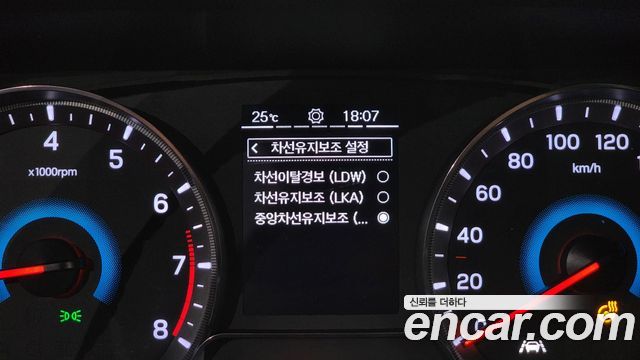 25℃ 18:07
< 차선유지보조 설정
차선이탈경보 (LDW)
차선유지보조 (LKA)
중앙차선유지보조 (...
4
5
x1000rpm
6
7
8
120
100
80
km/h
60
40
20
신뢰를 더하다
encar.com